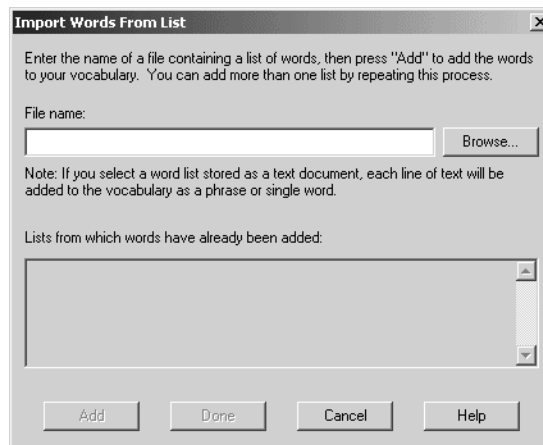 Import Words From List
Enter the name of a file containing a list of words, then press "Add" to add the words
to your vocabulary.  You can add more than one list by repeating this process.
File name:
Browse...
Note: If you select a word list stored as a text document, each line of text will be
added to the vocabulary as a phrase or single word.
Lists from which words have already been added:
Add Done Cancel Help